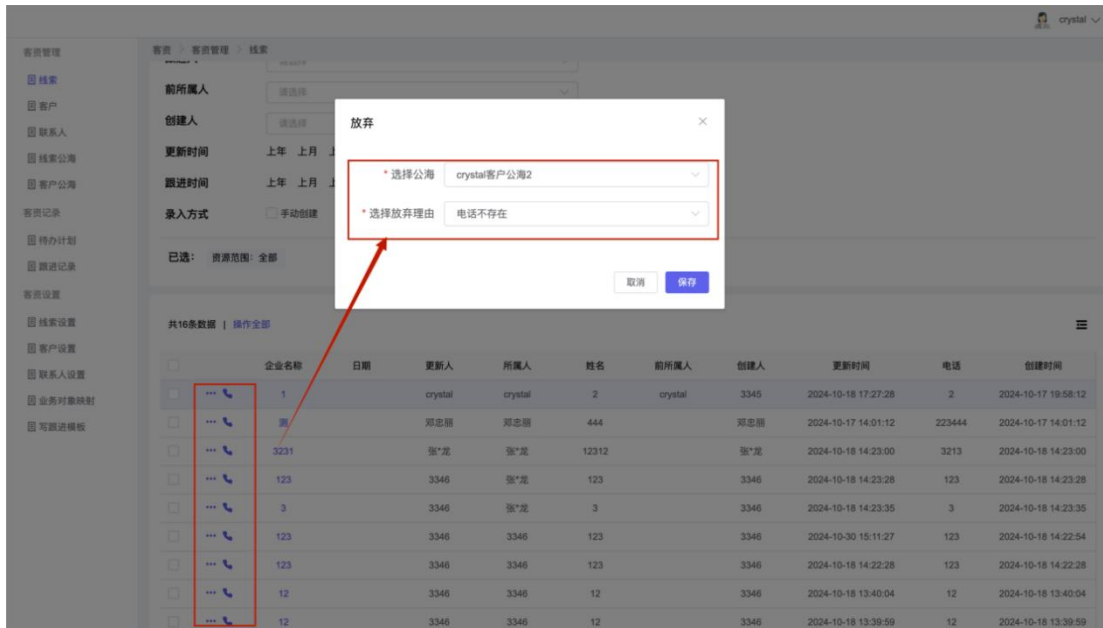 crystal
客资 > 客资管理 > 线索
客资管理
线索
客户
联系人
线索公海
客户公海
客资记录
待办计划
跟进记录
客资设置
线索设置
客户设置
联系人设置
业务对象映射
写跟进模板
请选择
前所属人 请选择
创建人 请选择
更新时间 上年 上月 上
跟进时间 上年 上月 上
录入方式 手动创建
已选: 资源范围: 全部
放弃
* 选择公海 crystal客户公海2
* 选择放弃理由 电话不存在
取消 保存
共16条数据 | 操作全部
企业名称 日期 更新人 所属人 姓名 前所属人 创建人 更新时间 电话 创建时间
1 crystal crystal 2 crystal 3345 2024-10-18 17:27:28 2 2024-10-17 19:58:12
测 邓忠丽 邓忠丽 444 邓忠丽 2024-10-17 14:01:12 223444 2024-10-17 14:01:12
3231 张*龙 张*龙 12312 张*龙 2024-10-18 14:23:00 3213 2024-10-18 14:23:00
123 3346 张*龙 123 3346 2024-10-18 14:23:28 123 2024-10-18 14:23:28
3 3346 张*龙 3 3346 2024-10-18 14:23:35 3 2024-10-18 14:23:35
123 3346 3346 123 3346 2024-10-30 15:11:27 123 2024-10-18 14:22:54
123 3346 3346 123 3346 2024-10-18 14:22:28 123 2024-10-18 14:22:28
12 3346 3346 12 3346 2024-10-18 13:40:04 12 2024-10-18 13:40:04
12 3346 3346 12 3346 2024-10-18 13:39:59 12 2024-10-18 13:39:59